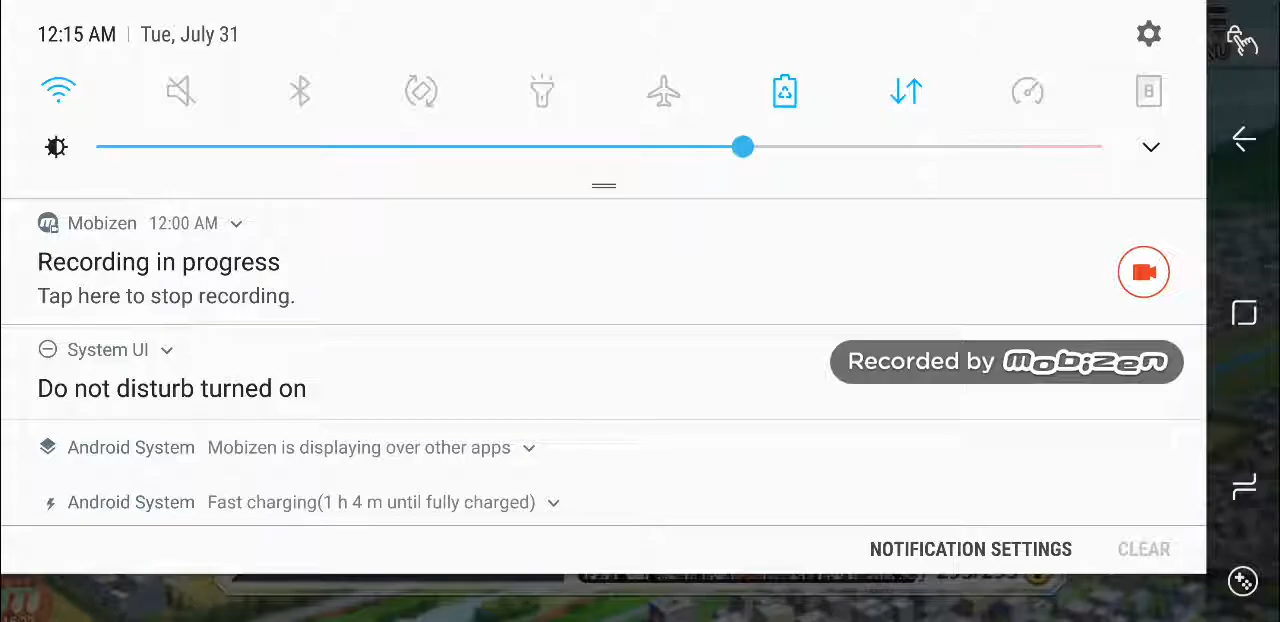 12:15 AM | Tue, July 31
Mobizen 12:00 AM
Recording in progress
Tap here to stop recording.
System UI
Do not disturb turned on
Recorded by mobizen
Android System Mobizen is displaying over other apps
Android System Fast charging(1 h 4 m until fully charged)
NOTIFICATION SETTINGS CLEAR